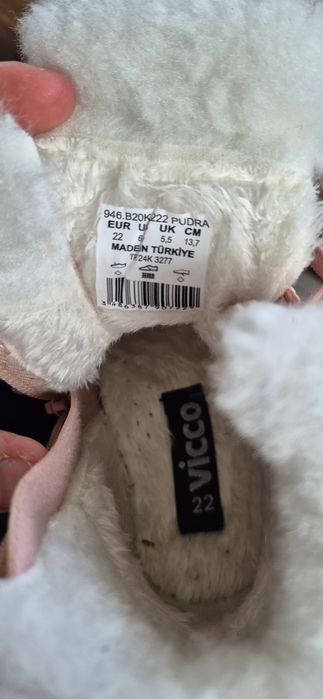 946.B20K222 PUDRA
EUR U UK CM
22 6 5,5 13,7
MADE IN TÜRKİYE
TF24K 3277
vicco
22